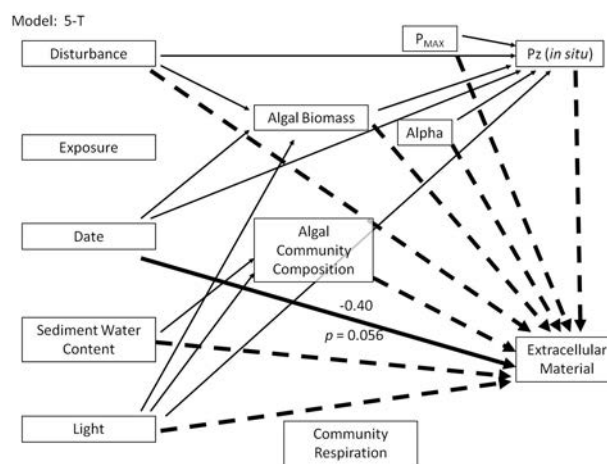 Model: 5-T
Disturbance
P_MAX
Pz (in situ)
Algal Biomass
Alpha
Exposure
Date
Algal
Community
Composition
-0.40
p = 0.056
Sediment Water
Content
Extracellular
Material
Light
Community
Respiration